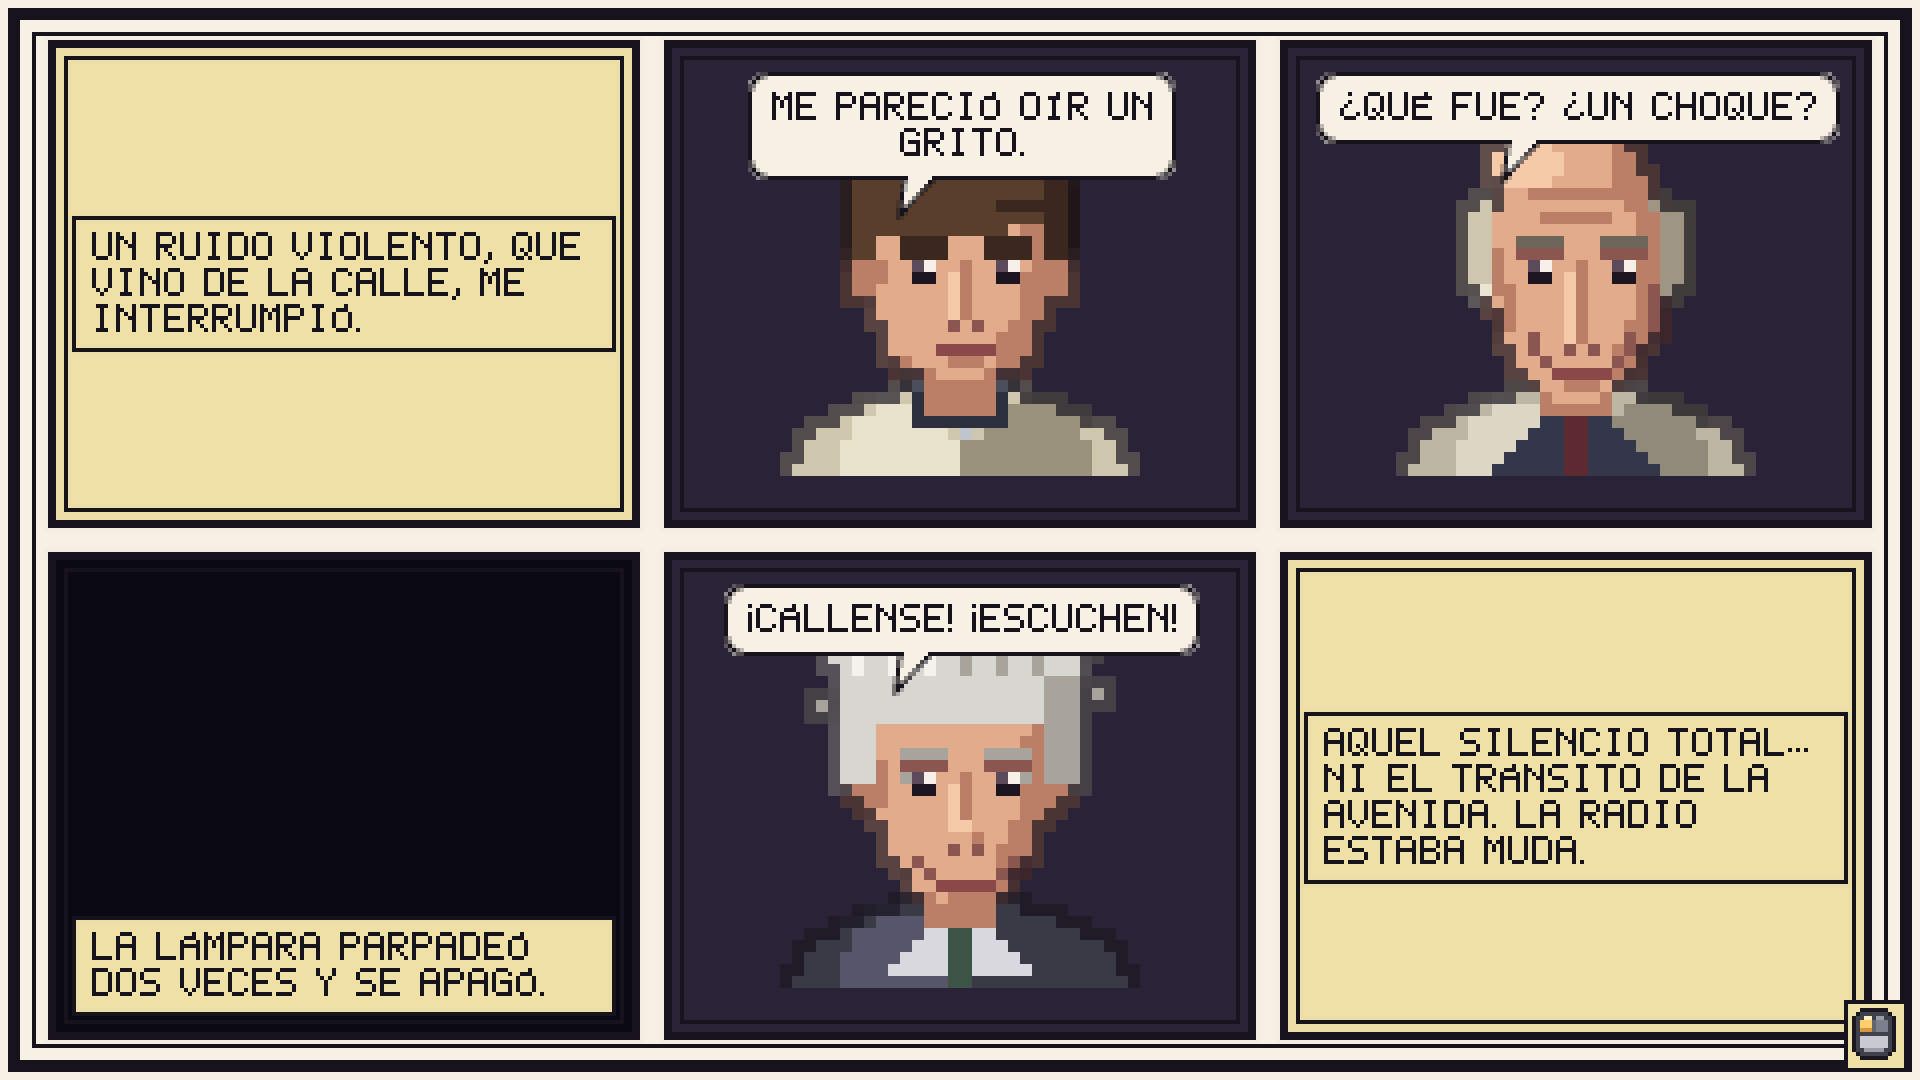 UN RUIDO VIOLENTO, QUE
VINO DE LA CALLE, ME
INTERRUMPIÓ.
ME PARECIÓ OÍR UN
GRITO.
¿QUÉ FUE? ¿UN CHOQUE?
LA LÁMPARA PARPADEÓ
DOS VECES Y SE APAGÓ.
¡CÁLLENSE! ¡ESCUCHEN!
AQUEL SILENCIO TOTAL...
NI EL TRÁNSITO DE LA
AVENIDA. LA RADIO
ESTABA MUDA.